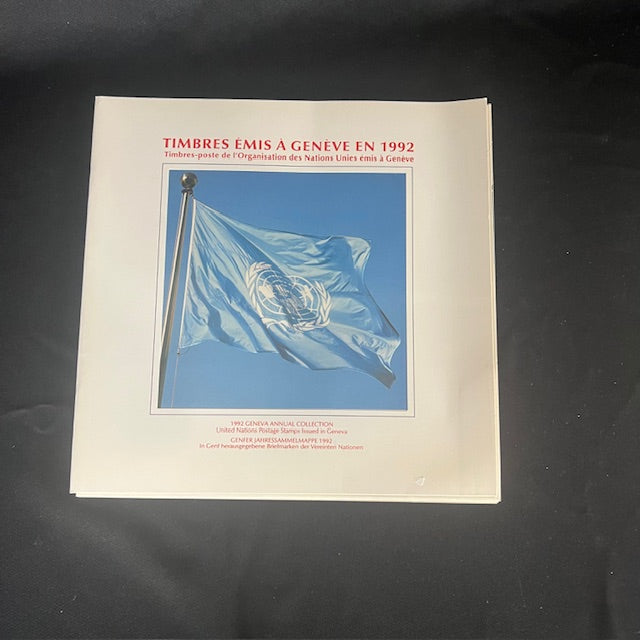 TIMBRES ÉMIS À GENÈVE EN 1992
Timbres-poste de l'Organisation des Nations Unies émis à Genève
1992 GENEVA ANNUAL COLLECTION
United Nations Postage Stamps Issued in Geneva
GENFER JAHRESSAMMELMAPPE 1992
In Genf herausgegebene Briefmarken der Vereinten Nationen